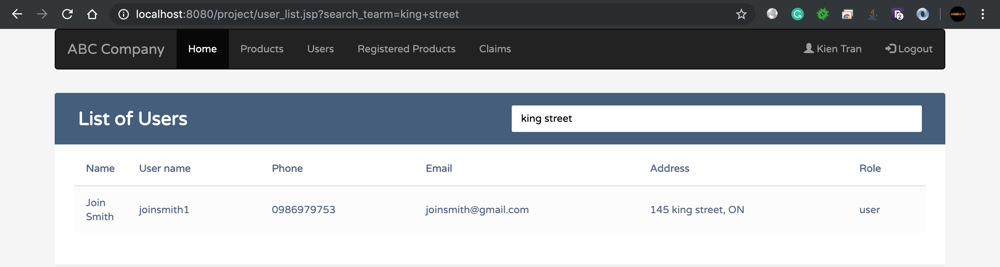 localhost:8080/project/user_list.jsp?search_tearm=king+street
2
ABC Company Home Products Users Registered Products Claims Kien Tran Logout
List of Users king street
Name User name Phone Email Address Role
Join
Smith joinsmith1 0986979753 joinsmith@gmail.com 145 king street, ON user